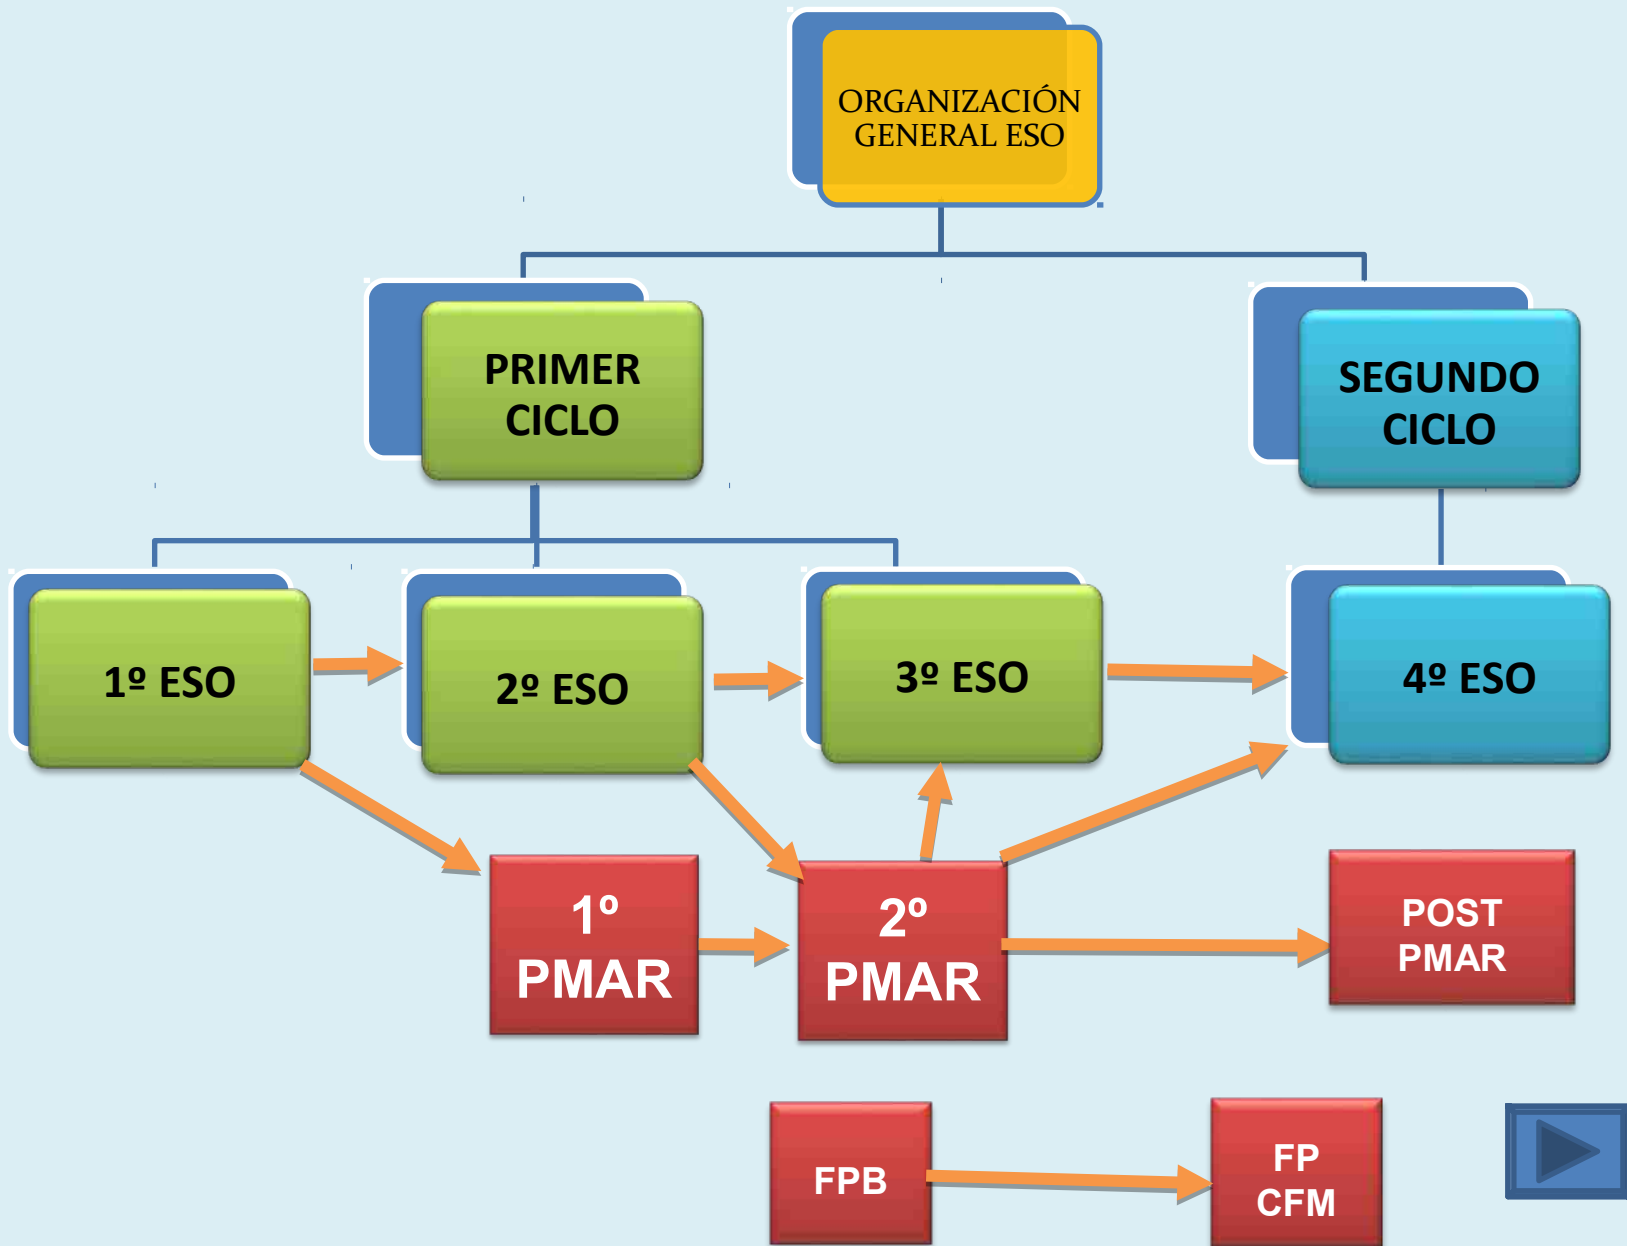 ORGANIZACIÓN
GENERAL ESO
PRIMER
CICLO
SEGUNDO
CICLO
1º ESO
2º ESO
3º ESO
4º ESO
1º
PMAR
2º
PMAR
POST
PMAR
FPB
FP
CFM